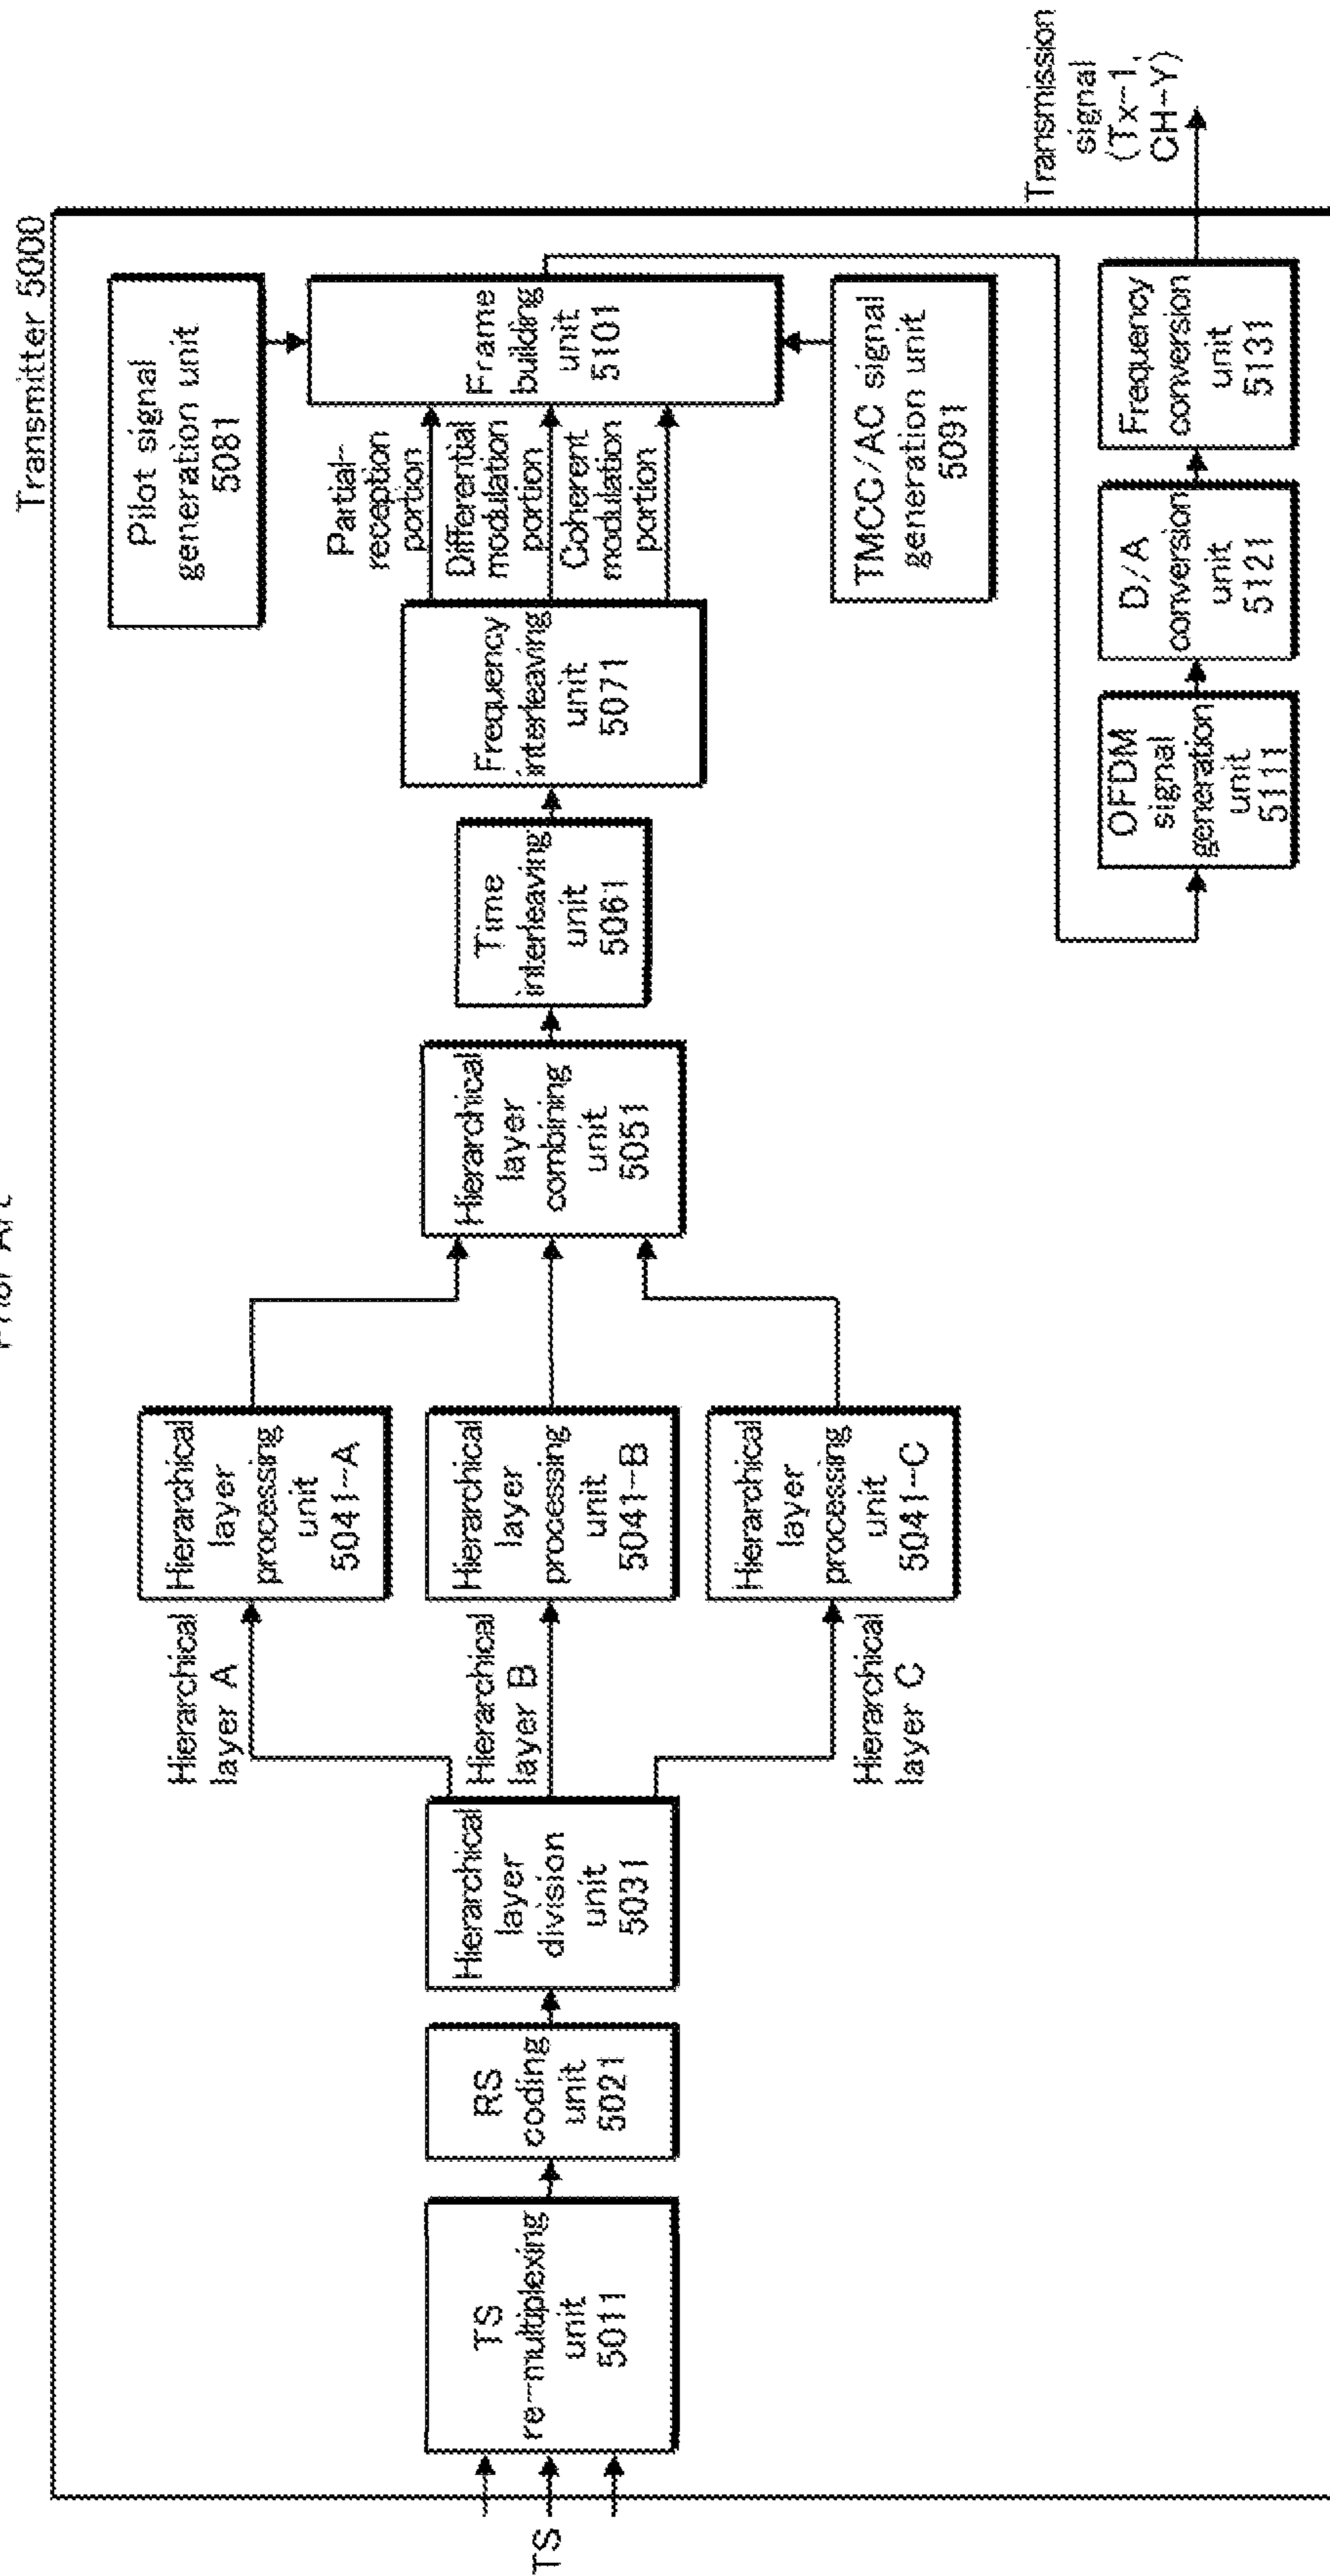 Prior Art
Transmitter 5000
TS
TS
re-multiplexing
unit
5011
RS
coding
unit
5021
Hierarchical
layer
division
unit
5031
Hierarchical
layer A
Hierarchical
layer B
Hierarchical
layer C
Hierarchical
layer
processing
unit
5041-A
Hierarchical
layer
processing
unit
5041-B
Hierarchical
layer
processing
unit
5041-C
Hierarchical
layer
combining
unit
5051
Time
interleaving
unit
5061
Frequency
interleaving
unit
5071
Partial-
reception
portion
Differential
modulation
portion
Coherent
modulation
portion
Pilot signal
generation unit
5081
Frame
building
unit
5101
TMCC/AC signal
generation unit
5091
OFDM
signal
generation
unit
5111
D/A
conversion
unit
5121
Frequency
conversion
unit
5131
Transmission
signal
(Tx-1,
CH-Y)